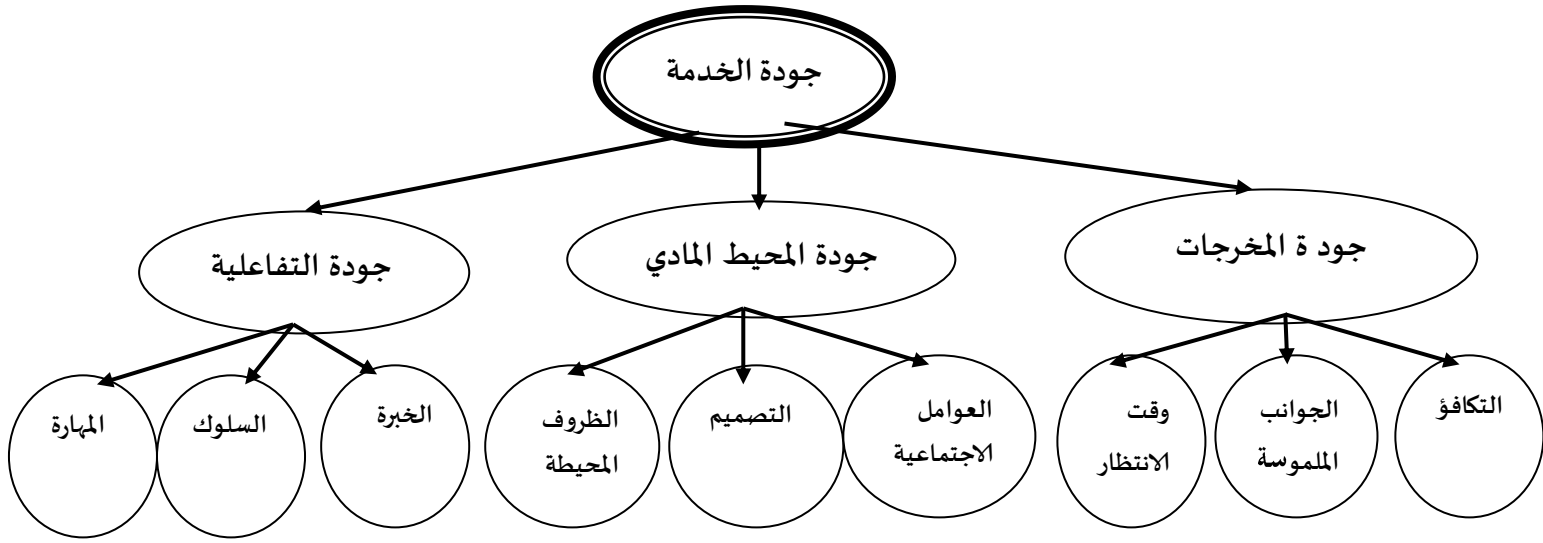 جودة الخدمة
جود ة المخرجات
جودة المحيط المادي
جودة التفاعلية
التكافؤ
الجوانب
الملموسة
وقت
الانتظار
العوامل
الاجتماعية
التصميم
الظروف
المحيطة
الخبرة
السلوك
المهارة